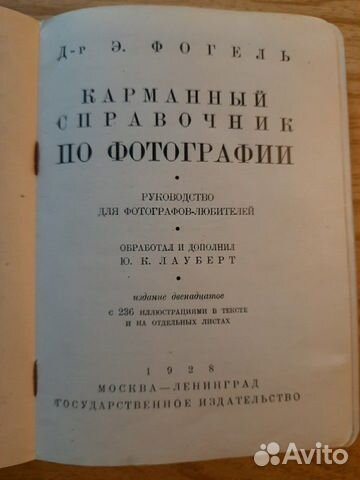 Д-р Э. ФОГЕЛЬ
КАРМАННЫЙ
СПРАВОЧНИК
ПО ФОТОГРАФИИ
РУКОВОДСТВО
ДЛЯ ФОТОГРАФОВ-ЛЮБИТЕЛЕЙ
ОБРАБОТАЛ И ДОПОЛНИЛ
Ю. К. ЛАУБЕРТ
издание двенадцатое
с 236 ИЛЛЮСТРАЦИЯМИ В ТЕКСТЕ
И НА ОТДЕЛЬНЫХ ЛИСТАХ
1928
МОСКВА—ЛЕНИНГРАД
ГОСУДАРСТВЕННОЕ ИЗДАТЕЛЬСТВО
Avito